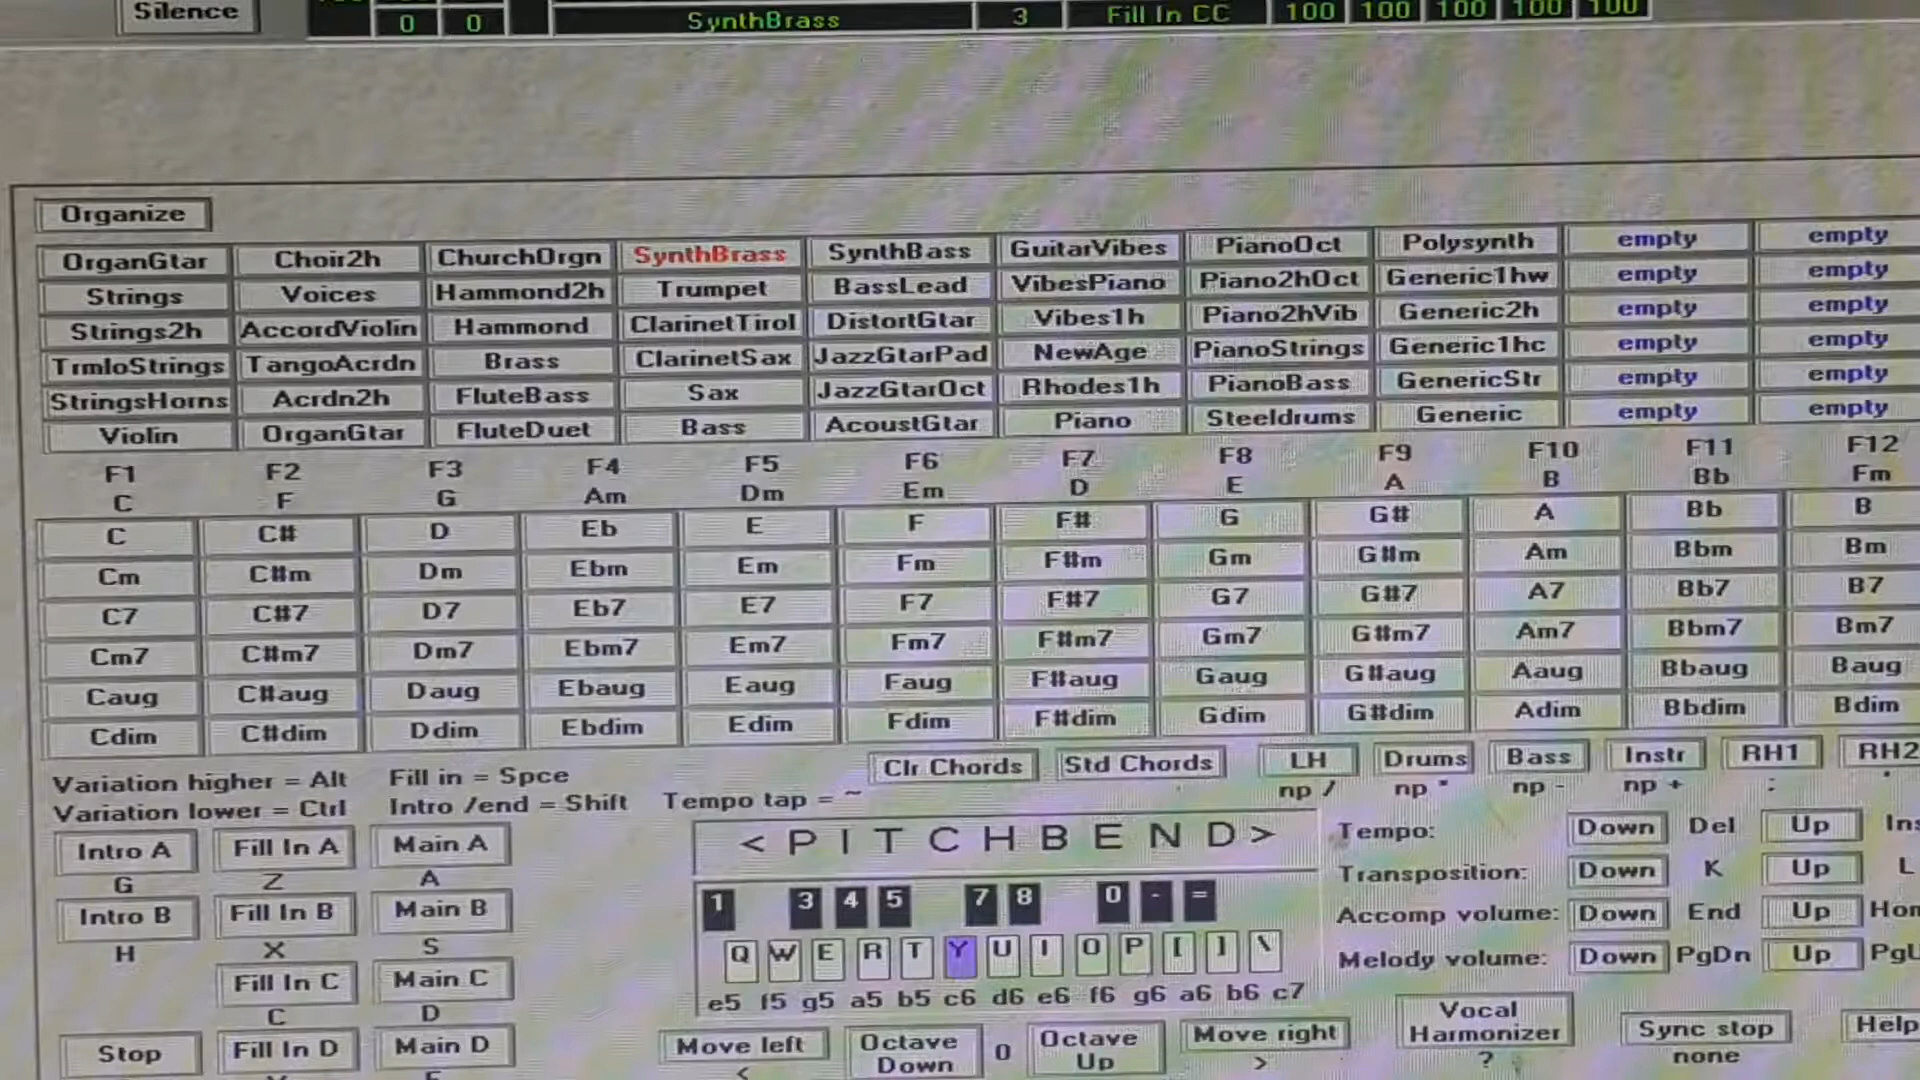 Silence
0 0 SynthBrass 3 Fill In CC 100 100 100 100 100
Organize
OrganGtar Choir2h ChurchOrgn SynthBrass SynthBass GuitarVibes PianoOct Polysynth empty empty
Strings Voices Hammond2h Trumpet BassLead VibesPiano Piano2hOct Generic1hw empty empty
Strings2h AccordViolin Hammond ClarinetTirol DistortGtar Vibes1h Piano2hVib Generic2h empty empty
TrmloStrings TangoAcrdn Brass ClarinetSax JazzGtarPad NewAge PianoStrings Generic1hc empty empty
StringsHorns Acrdn2h FluteBass Sax JazzGtarOct Rhodes1h PianoBass GenericStr empty empty
Violin OrganGtar FluteDuet Bass AcoustGtar Piano Steeldrums Generic empty empty
F1 F2 F3 F4 F5 F6 F7 F8 F9 F10 F11 F12
C F G Am Dm Em D E A B Bb Fm
C C# D Eb E F F# G G# A Bb B
Cm C#m Dm Ebm Em Fm F#m Gm G#m Am Bbm Bm
C7 C#7 D7 Eb7 E7 F7 F#7 G7 G#7 A7 Bb7 B7
Cm7 C#m7 Dm7 Ebm7 Em7 Fm7 F#m7 Gm7 G#m7 Am7 Bbm7 Bm7
Caug C#aug Daug Ebaug Eaug Faug F#aug Gaug G#aug Aaug Bbaug Baug
Cdim C#dim Ddim Ebdim Edim Fdim F#dim Gdim G#dim Adim Bbdim Bdim
Clr Chords Std Chords LH Drums Bass Instr RH1 RH2
np / np * np - np + : '
Variation higher = Alt Fill in = Spce
Variation lower = Ctrl Intro /end = Shift Tempo tap = ~
Intro A Fill In A Main A
G Z A
Intro B Fill In B Main B
H X S
Fill In C Main C
C D
Stop Fill In D Main D
< P I T C H B E N D >
1 3 4 5 7 8 0 - =
Q W E R T Y U I O P [ ] \
e5 f5 g5 a5 b5 c6 d6 e6 f6 g6 a6 b6 c7
Move left Octave Down 0 Octave Up Move right
< >
Tempo: Down Del Up Ins
Transposition: Down K Up L
Accomp volume: Down End Up Hom
Melody volume: Down PgDn Up PgU
Vocal Harmonizer Sync stop Help
? none